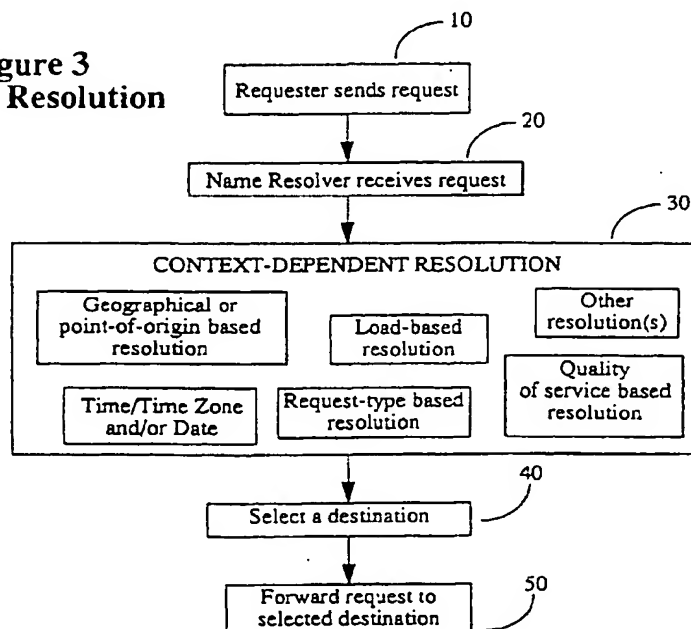 10
gure 3
Resolution
Requester sends request
20
Name Resolver receives request
30
CONTEXT-DEPENDENT RESOLUTION
Geographical or
point-of-origin based
resolution
Load-based
resolution
Other
resolution(s)
Time/Time Zone
and/or Date
Request-type based
resolution
Quality
of service based
resolution
40
Select a destination
50
Forward request to
selected destination